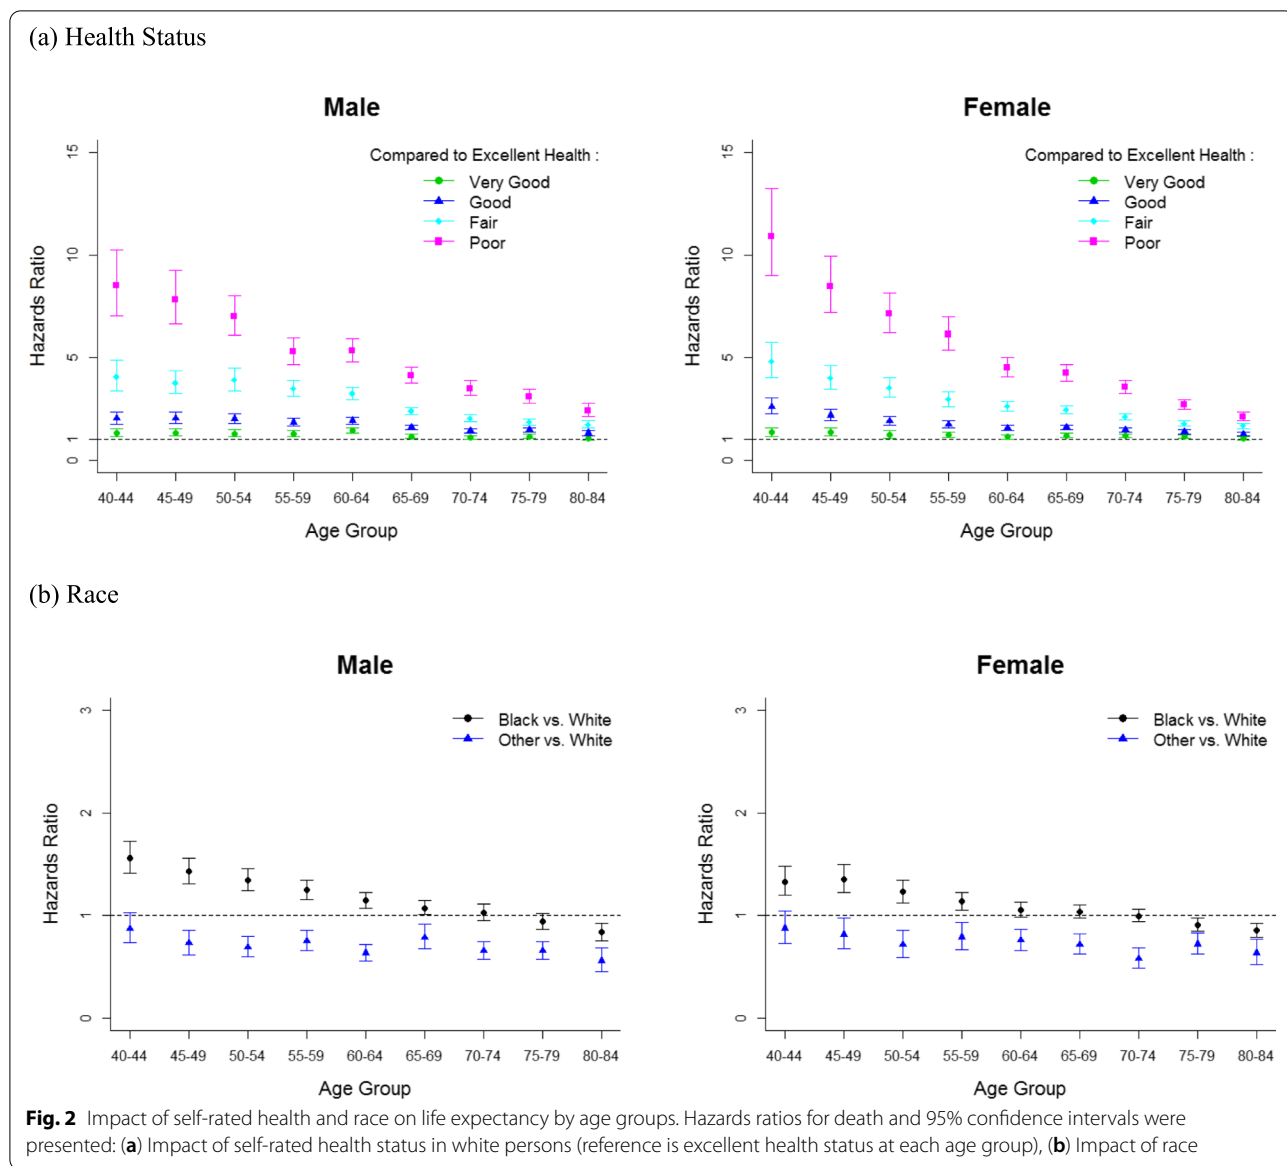 (a) Health Status
Male
15
10
5
1
0
Hazards Ratio
Compared to Excellent Health :
Very Good
Good
Fair
Poor
40-44 45-49 50-54 55-59 60-64 65-69 70-74 75-79 80-84
Age Group
Female
15
10
5
1
0
Hazards Ratio
Compared to Excellent Health :
Very Good
Good
Fair
Poor
40-44 45-49 50-54 55-59 60-64 65-69 70-74 75-79 80-84
Age Group
(b) Race
Male
3
2
1
0
Hazards Ratio
Black vs. White
Other vs. White
40-44 45-49 50-54 55-59 60-64 65-69 70-74 75-79 80-84
Age Group
Female
3
2
1
0
Hazards Ratio
Black vs. White
Other vs. White
40-44 45-49 50-54 55-59 60-64 65-69 70-74 75-79 80-84
Age Group
Fig. 2 Impact of self-rated health and race on life expectancy by age groups. Hazards ratios for death and 95% confidence intervals were
presented: (a) Impact of self-rated health status in white persons (reference is excellent health status at each age group), (b) Impact of race